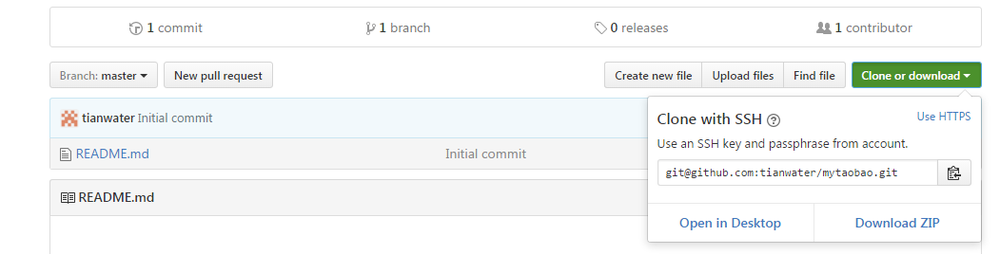 1 commit 1 branch 0 releases 1 contributor
Branch: master New pull request Create new file Upload files Find file Clone or download
tianwater Initial commit
Clone with SSH Use HTTPS
Use an SSH key and passphrase from account.
README.md Initial commit
git@github.com:tianwater/mytaobao.git
README.md
Open in Desktop Download ZIP